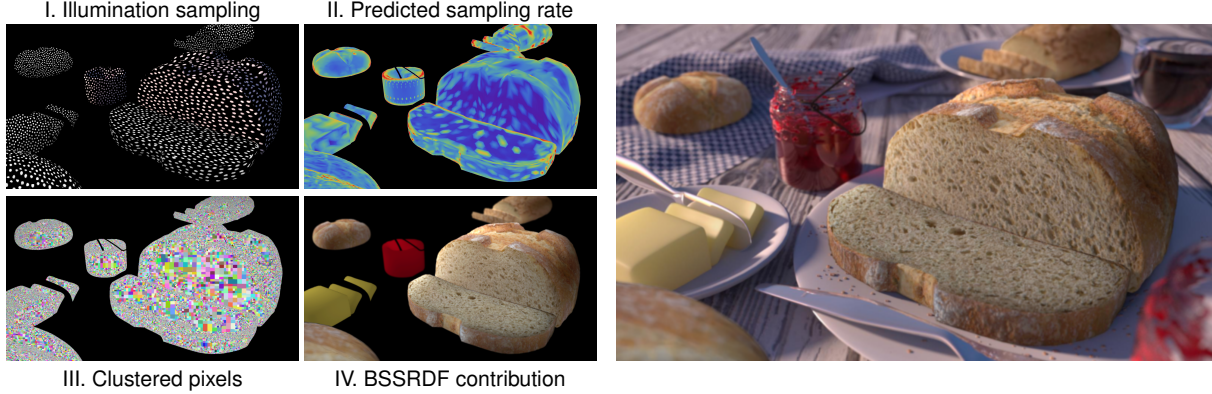 I. Illumination sampling
II. Predicted sampling rate
III. Clustered pixels
IV. BSSRDF contribution